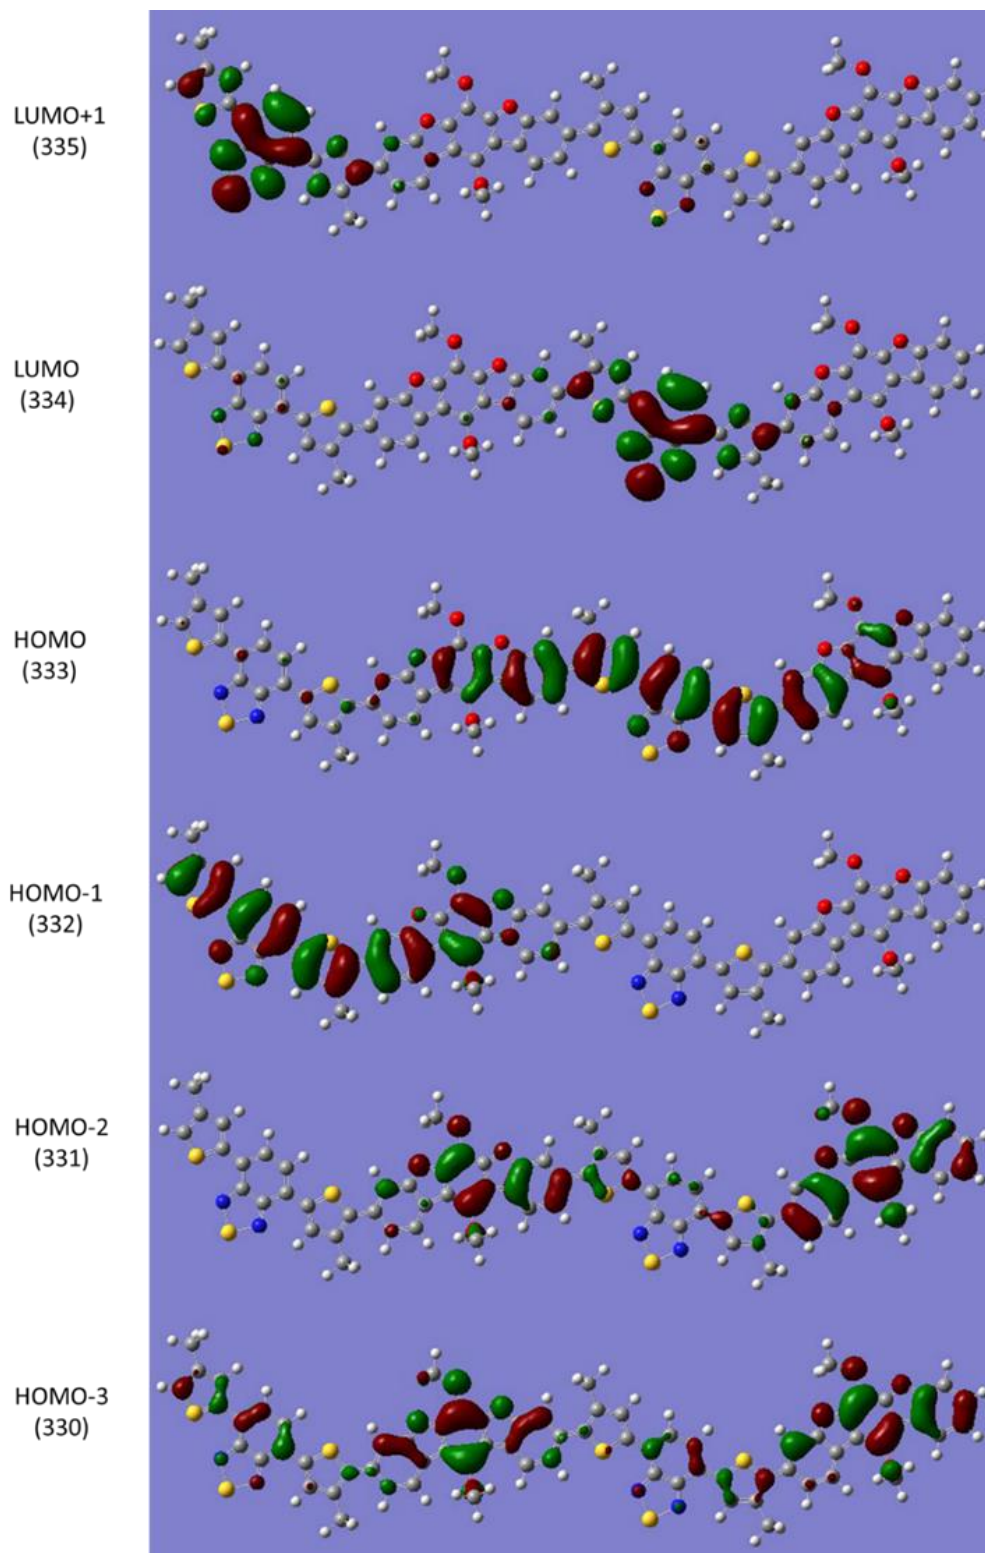 LUMO+1
(335)
LUMO
(334)
HOMO
(333)
HOMO-1
(332)
HOMO-2
(331)
HOMO-3
(330)